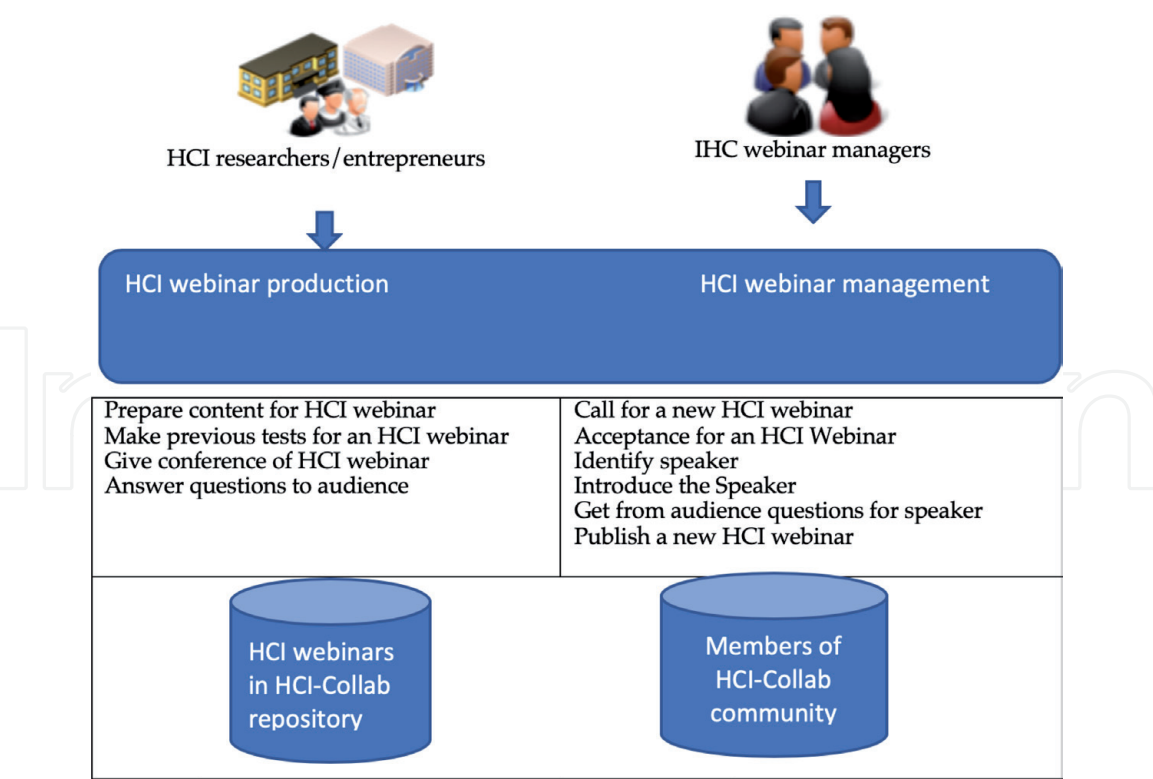 HCI researchers/entrepreneurs
IHC webinar managers
HCI webinar production
HCI webinar management
Prepare content for HCI webinar
Make previous tests for an HCI webinar
Give conference of HCI webinar
Answer questions to audience
Call for a new HCI webinar
Acceptance for an HCI Webinar
Identify speaker
Introduce the Speaker
Get from audience questions for speaker
Publish a new HCI webinar
HCI webinars
in HCI-Collab
repository
Members of
HCI-Collab
community